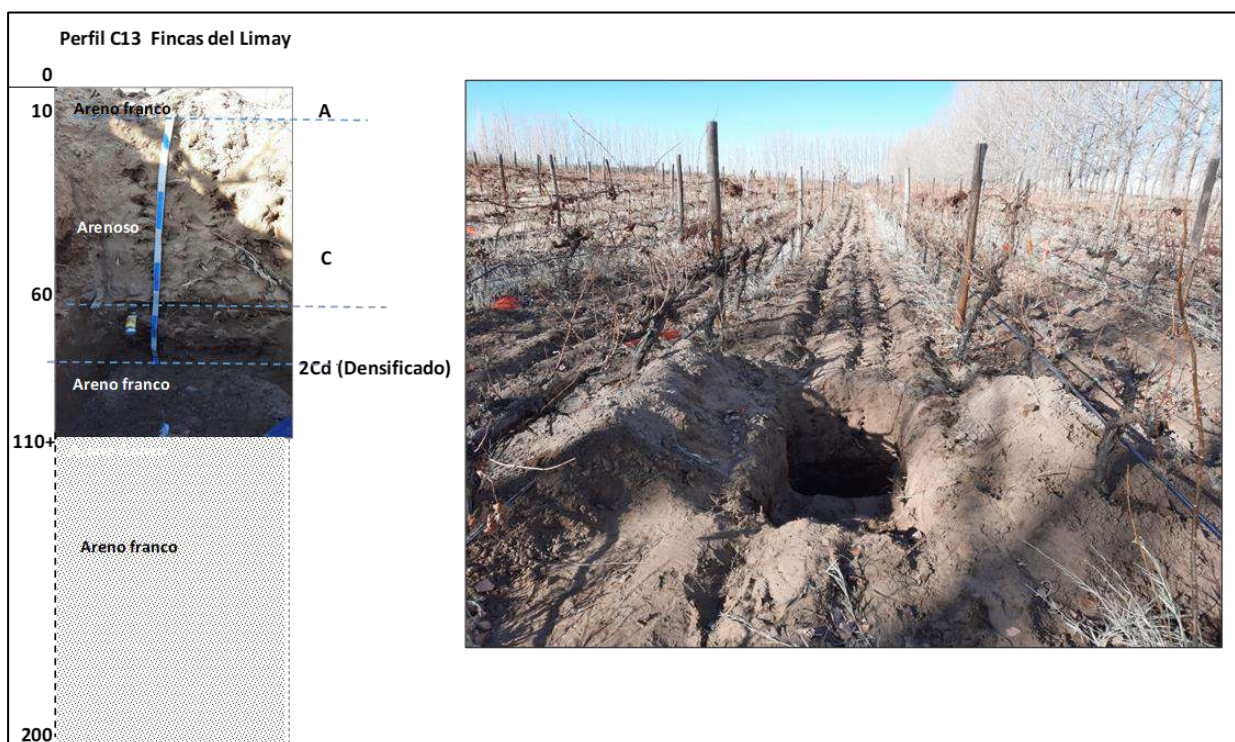 Perfil C13 Fincas del Limay
0
10
Areno franco
A
Arenoso
C
60
2Cd (Densificado)
Areno franco
110+
Areno franco
200